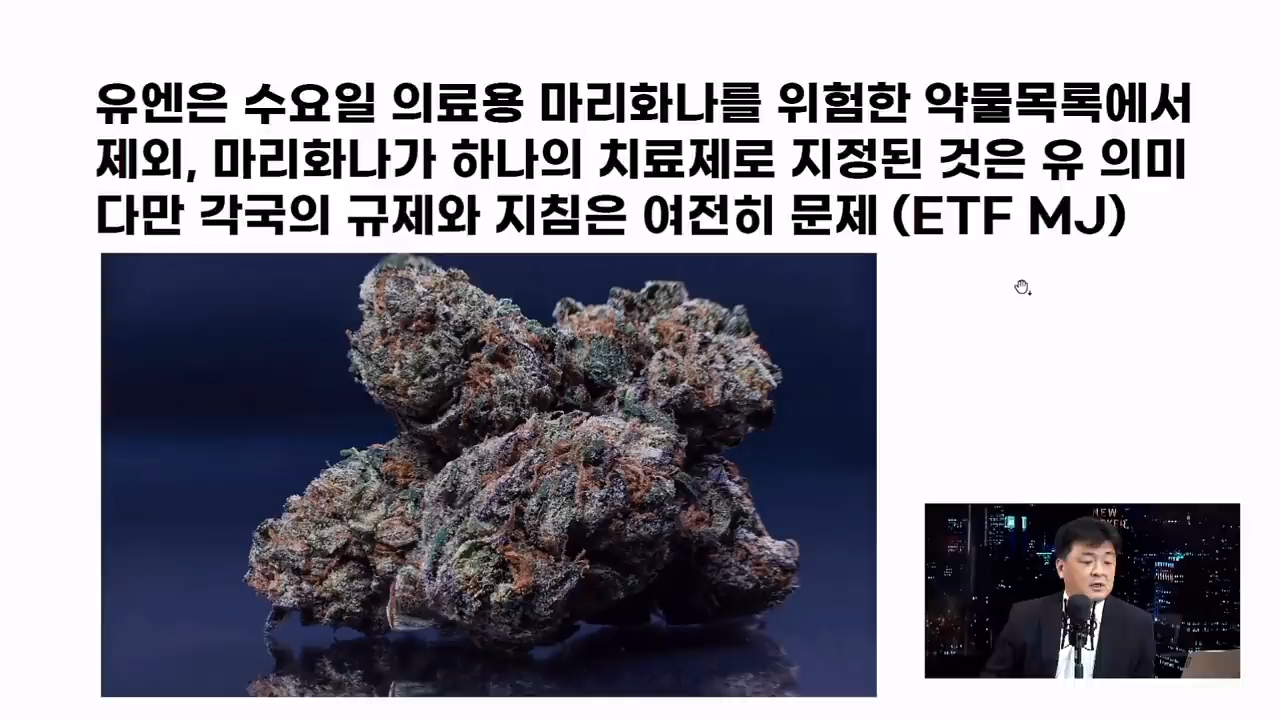 유엔은 수요일 의료용 마리화나를 위험한 약물목록에서
제외, 마리화나가 하나의 치료제로 지정된 것은 유 의미
다만 각국의 규제와 지침은 여전히 문제 (ETF MJ)
NEW